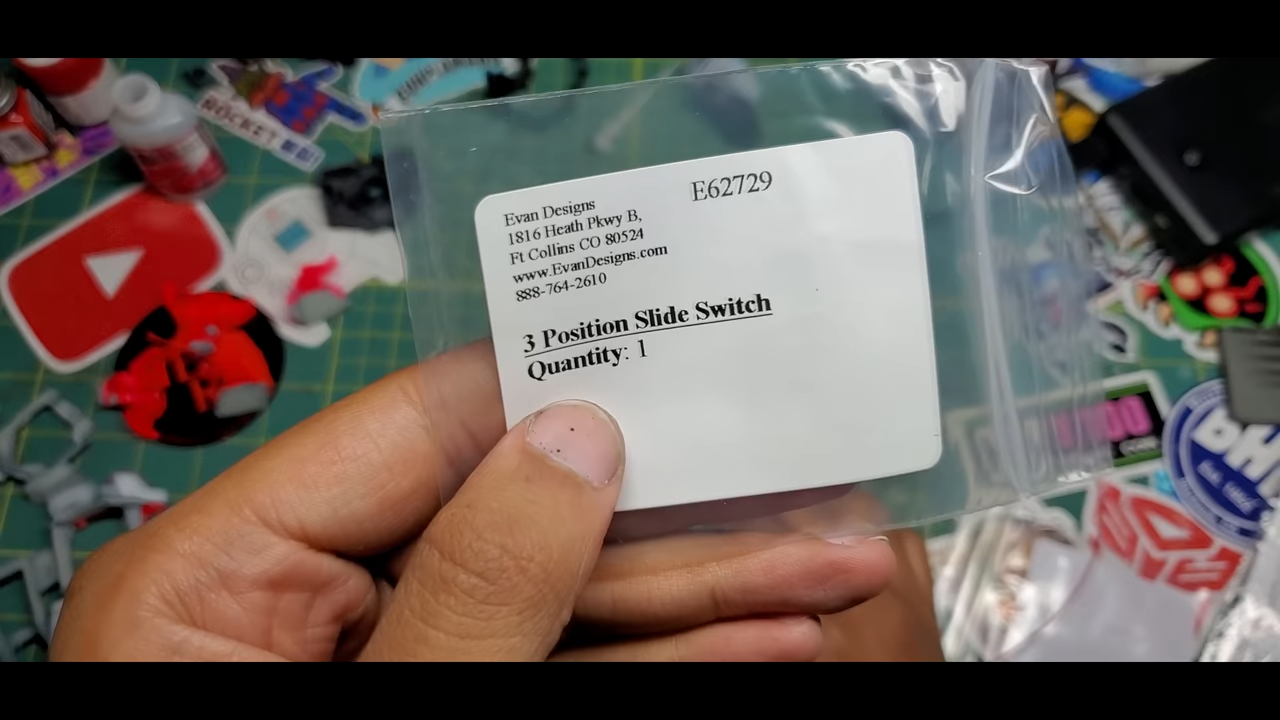 Evan Designs
1816 Heath Pkwy B,
Ft Collins CO 80524
www.EvanDesigns.com
888-764-2610
E62729
3 Position Slide Switch
Quantity: 1
ROCKET